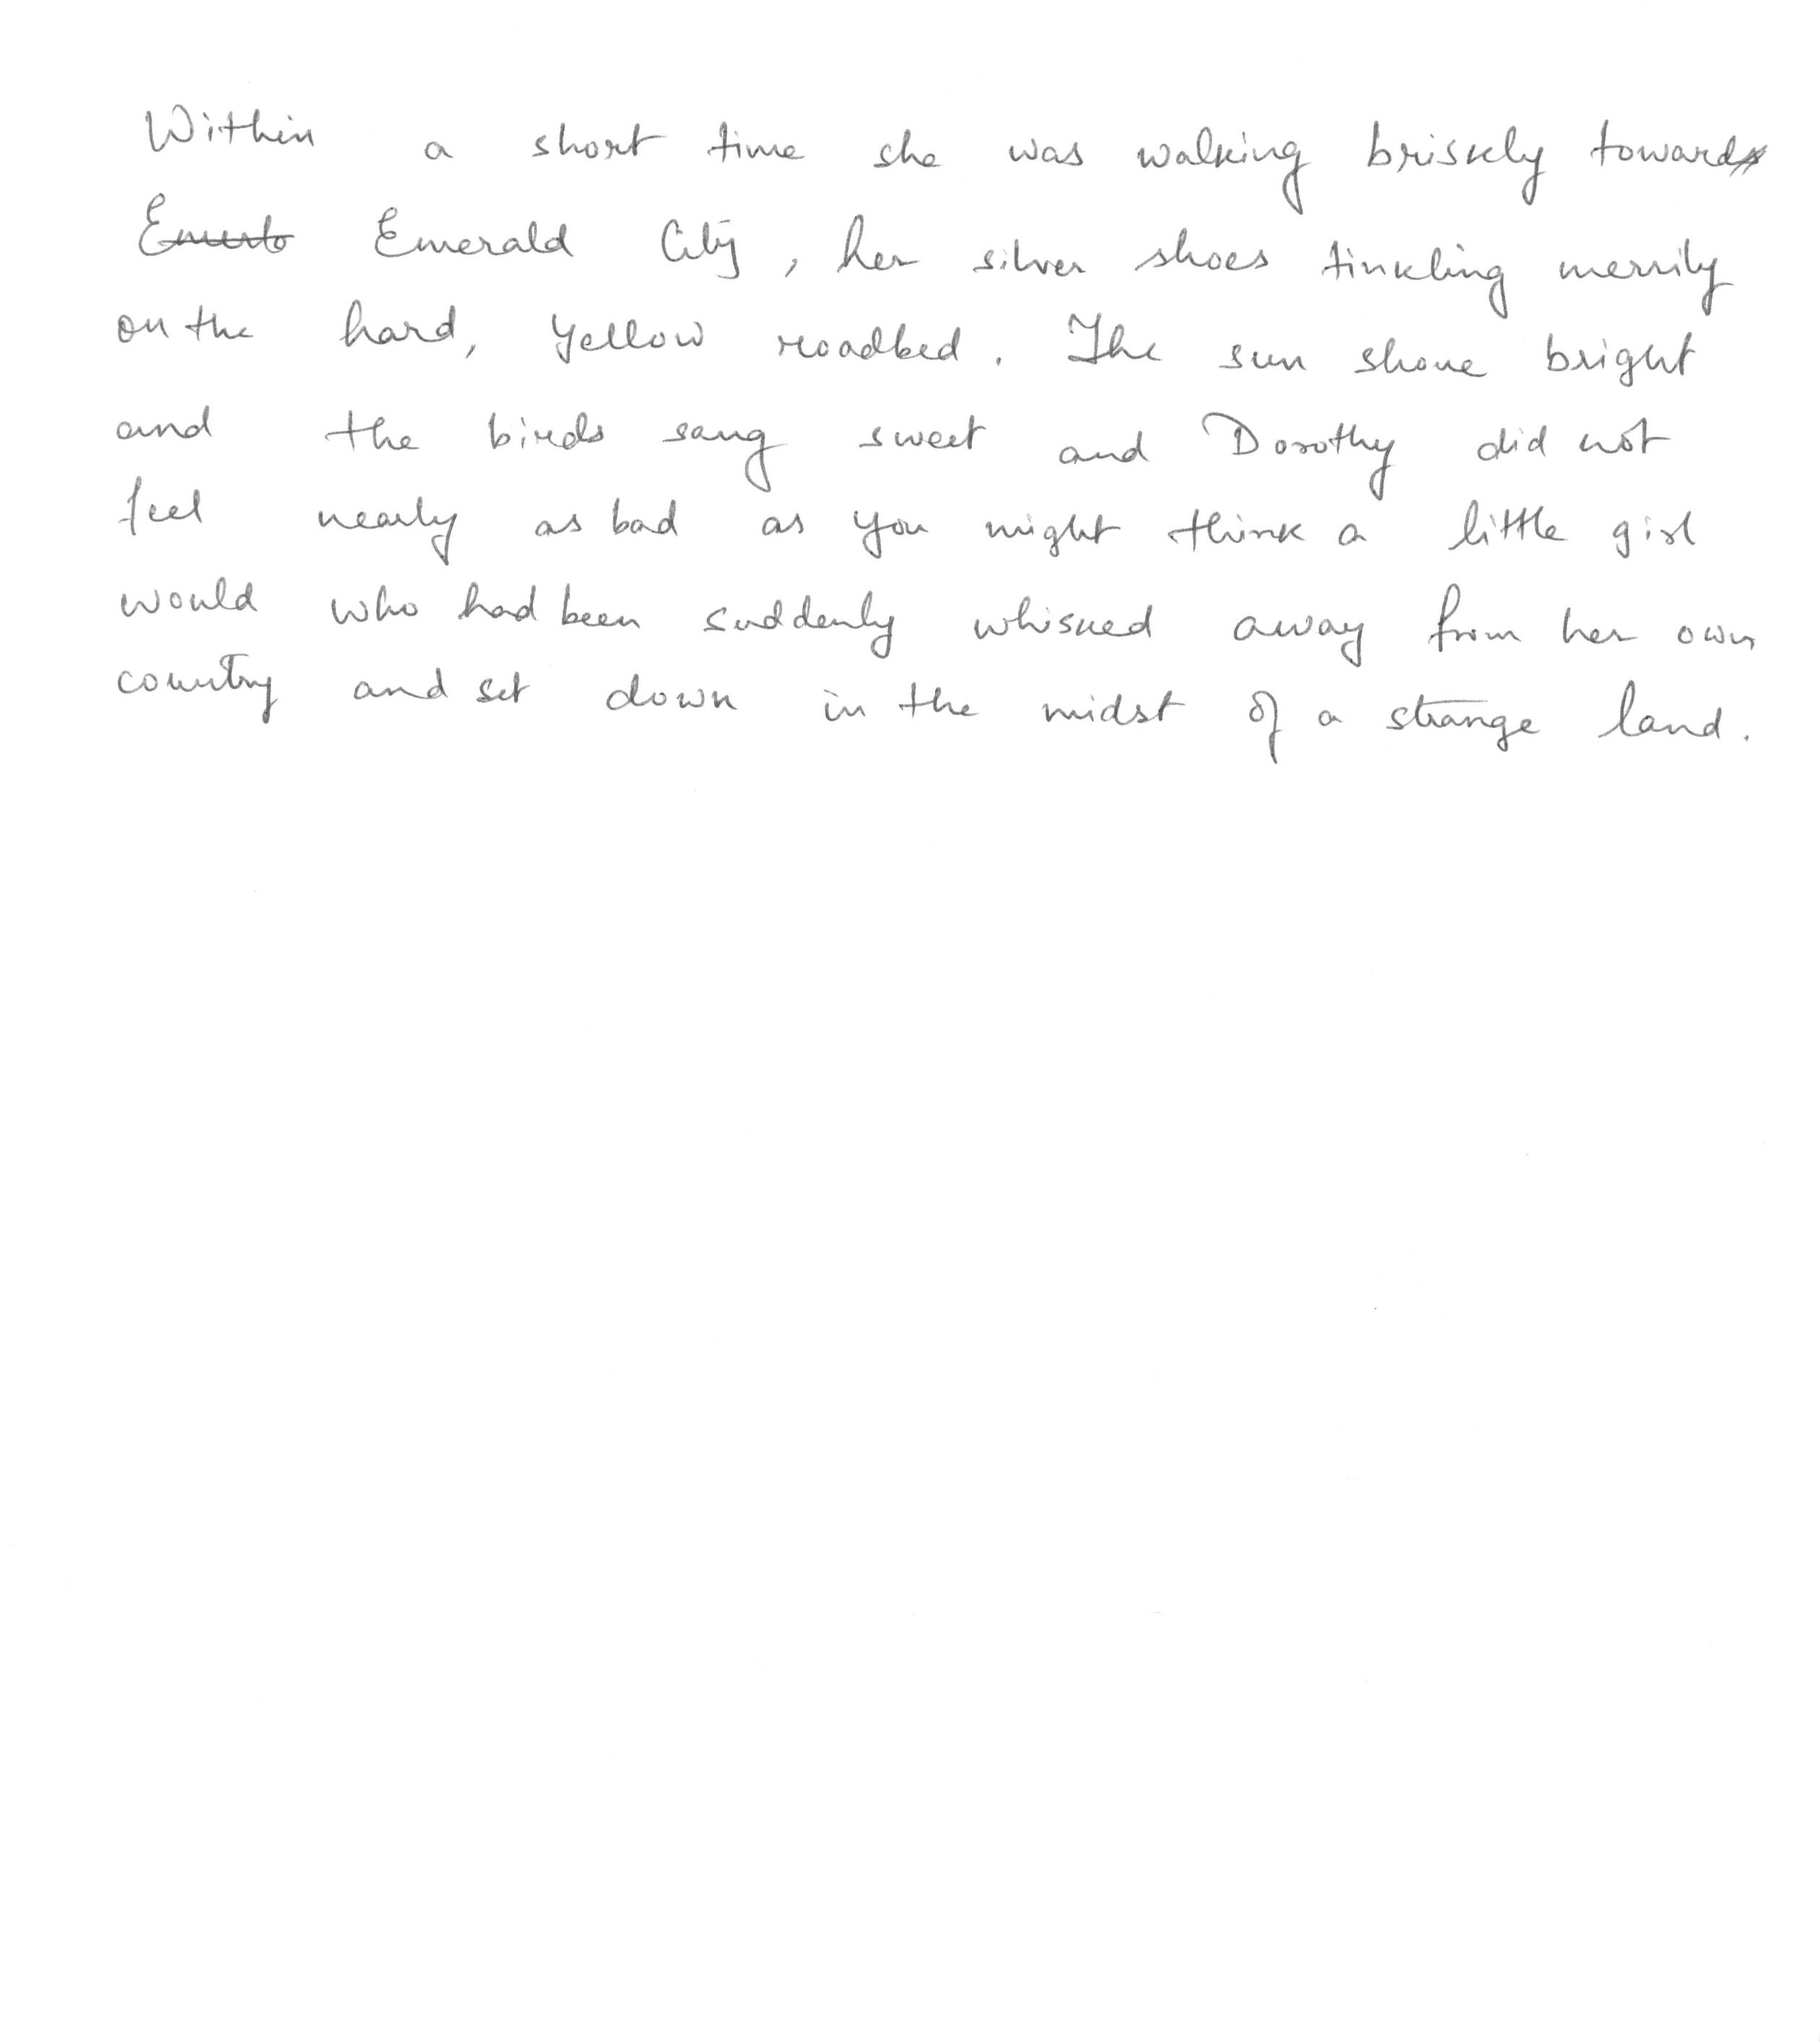 Within a short time she was walking briskly toward
Emerald City, her silver shoes tinkling merrily
on the hard, yellow roadbed. The sun shone bright
and the birds sang sweet and Dorothy did not
feel nearly as bad as you might think a little girl
would who had been suddenly whisked away from her own
country and set down in the midst of a strange land.